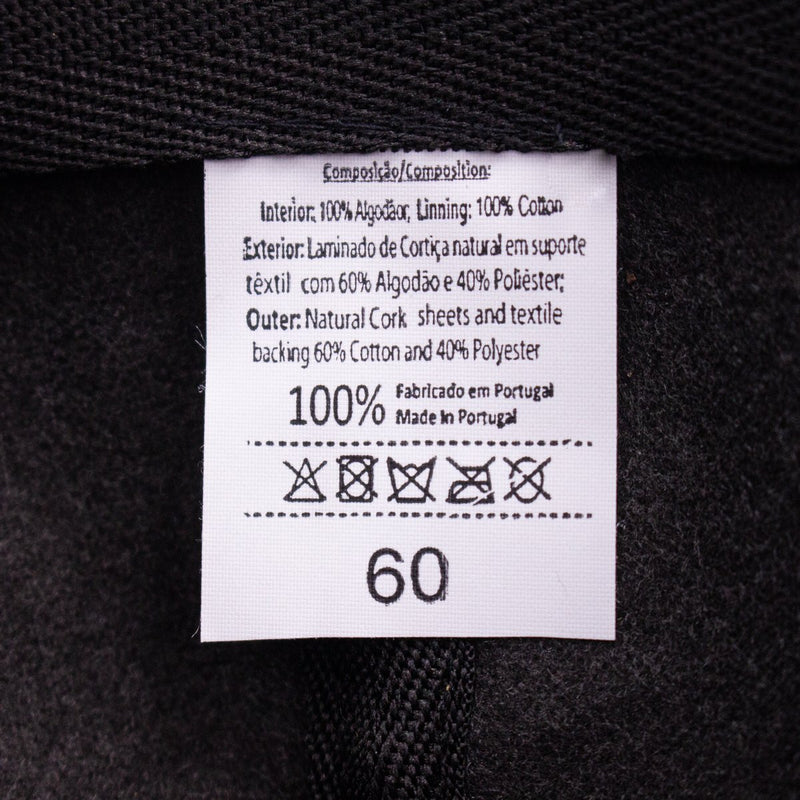 Composição/Composition:
Interior: 100% Algodãor, Linning: 100% Cotton
Exterior: Laminado de Cortiça natural em suporte
têxtil com 60% Algodão e 40% Poliéster;
Outer: Natural Cork sheets and textile
backing 60% Cotton and 40% Polyester
100% Fabricado em Portugal
Made in Portugal
60